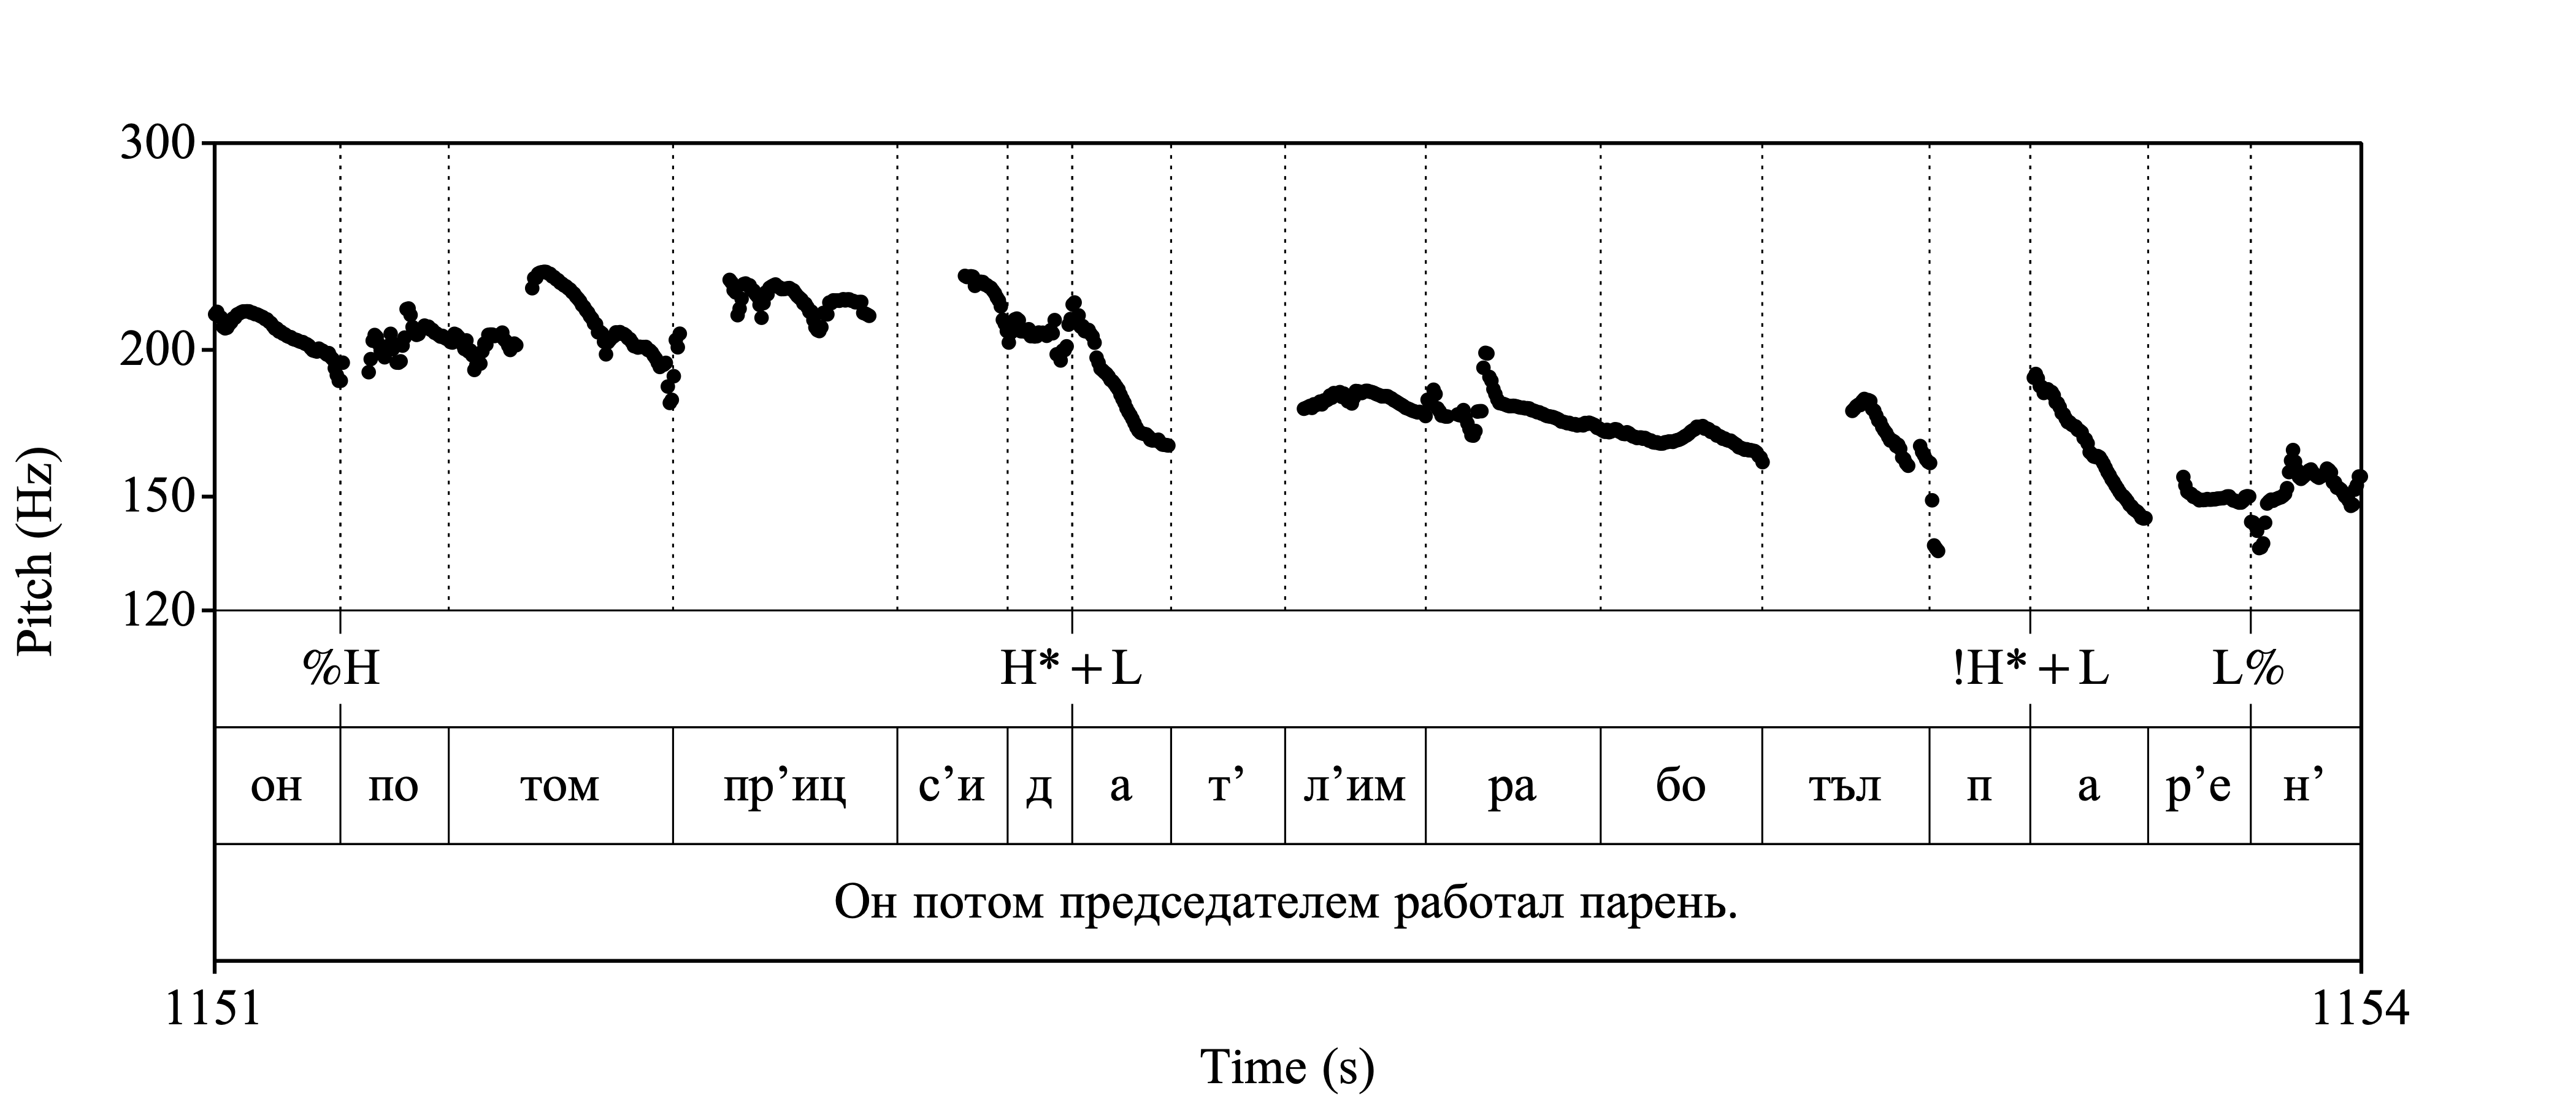 300
200
150
120
Pitch (Hz)
%H H*+L !H*+L L%
он по том пр’иц с’и д а т’ л’им ра бо тъл п а р’е н’
Он потом председателем работал парень.
1151 1154
Time (s)